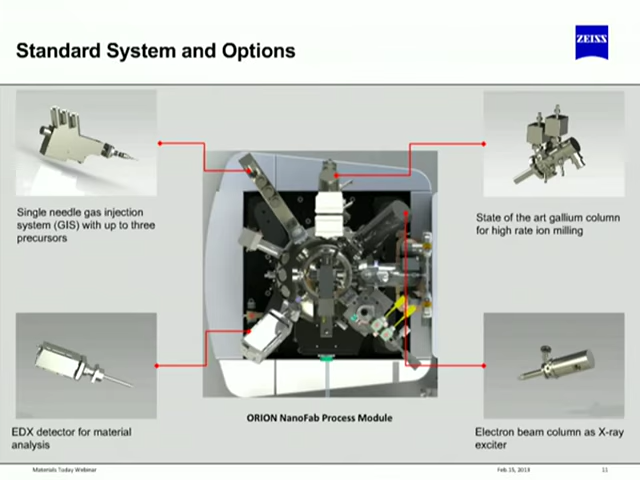 Standard System and Options
ZEISS
Single needle gas injection
system (GIS) with up to three
precursors
State of the art gallium column
for high rate ion milling
EDX detector for material
analysis
ORION NanoFab Process Module
Electron beam column as X-ray
exciter
Materials Today Webinar
Feb. 15, 2013
11